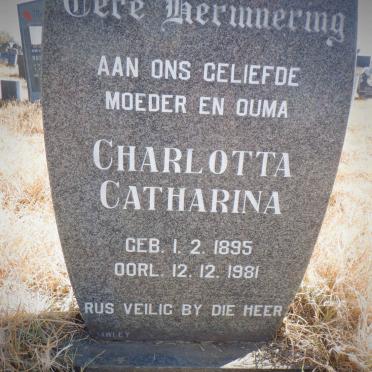 Tere Herinnering
AAN ONS GELIEFDE
MOEDER EN OUMA
CHARLOTTA
CATHARINA
GEB. 1. 2. 1895
OORL. 12. 12. 1981
RUS VEILIG BY DIE HEER